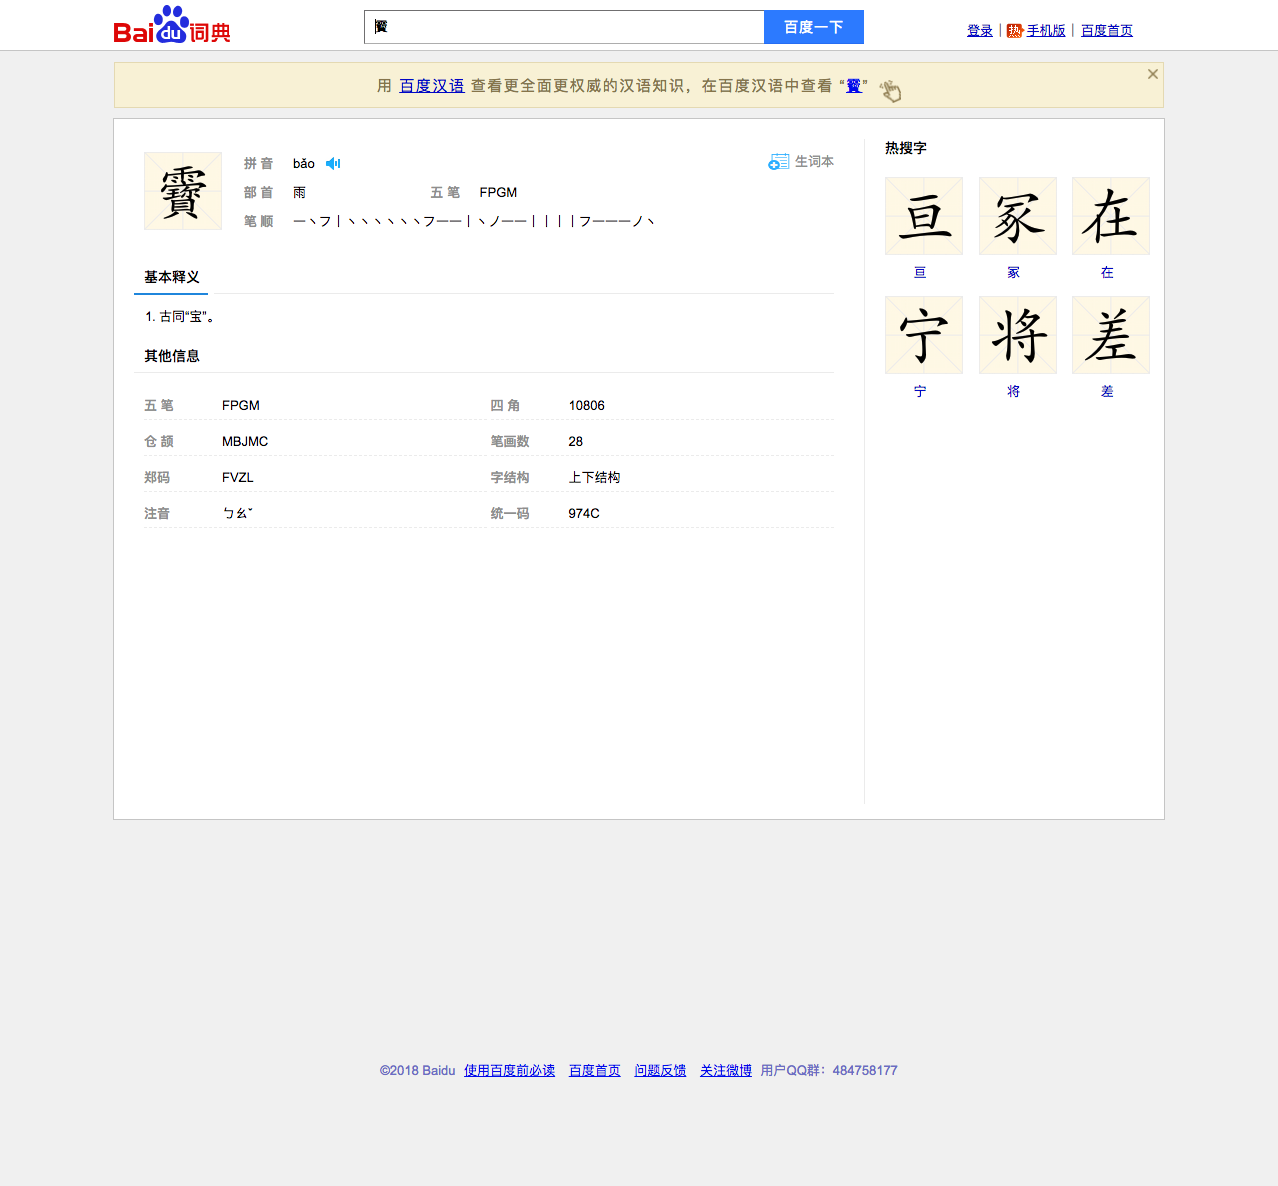 Bai du 词典
靌
百度一下
登录 | 热 手机版 | 百度首页
用 百度汉语 查看更全面更权威的汉语知识，在百度汉语中查看 “靌”
靌
拼 音 bǎo
生词本
部 首 雨 五 笔 FPGM
笔 顺 一丶フ丨丶丶丶丶丶丶フ一一丨丶ノ一一丨丨丨丨フ一一一ノ丶
基本释义
1. 古同“宝”。
其他信息
五 笔 FPGM 四 角 10806
仓 颉 MBJMC 笔画数 28
郑码 FVZL 字结构 上下结构
注音 ㄅㄠˇ 统一码 974C
热搜字
亘 冢 在
亘 冢 在
宁 将 差
宁 将 差
©2018 Baidu 使用百度前必读 百度首页 问题反馈 关注微博 用户QQ群：484758177